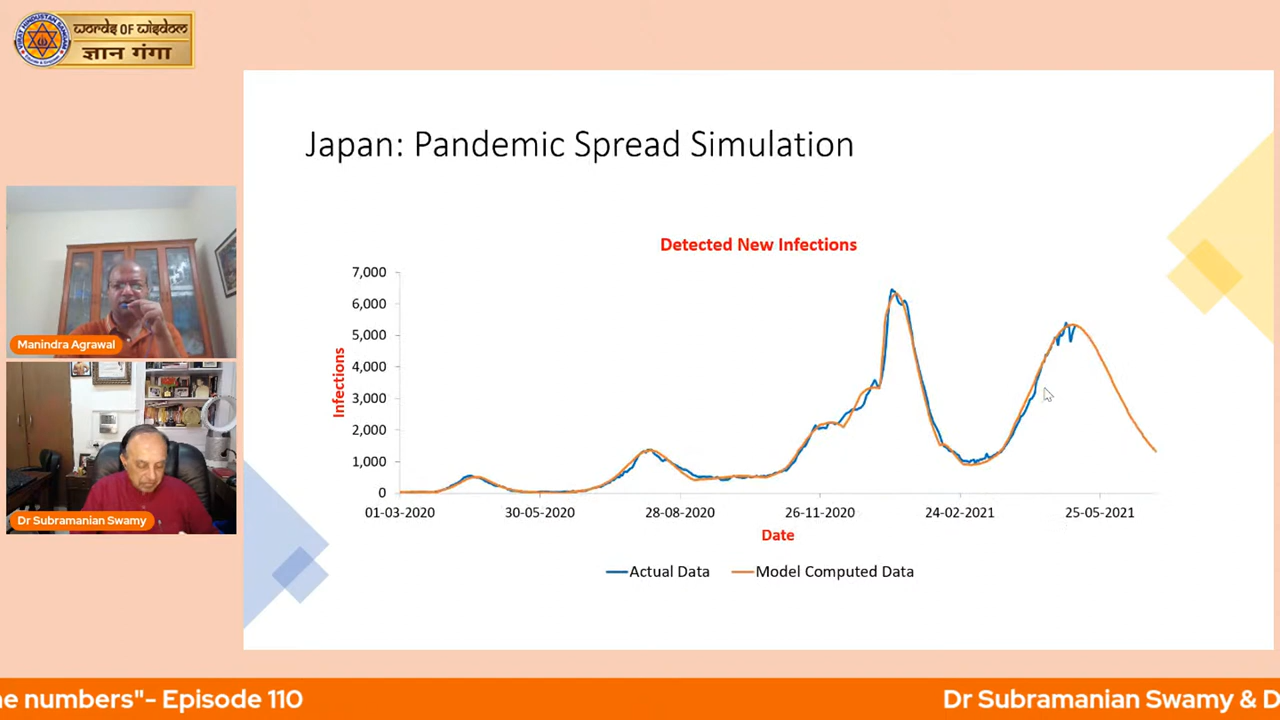 words of wisdom
ज्ञान गंगा
Japan: Pandemic Spread Simulation
Detected New Infections
7,000
6,000
5,000
4,000
3,000
2,000
1,000
0
Infections
01-03-2020
30-05-2020
28-08-2020
26-11-2020
24-02-2021
25-05-2021
Date
Actual Data
Model Computed Data
Manindra Agrawal
Dr Subramanian Swamy
ne numbers"- Episode 110
Dr Subramanian Swamy & D